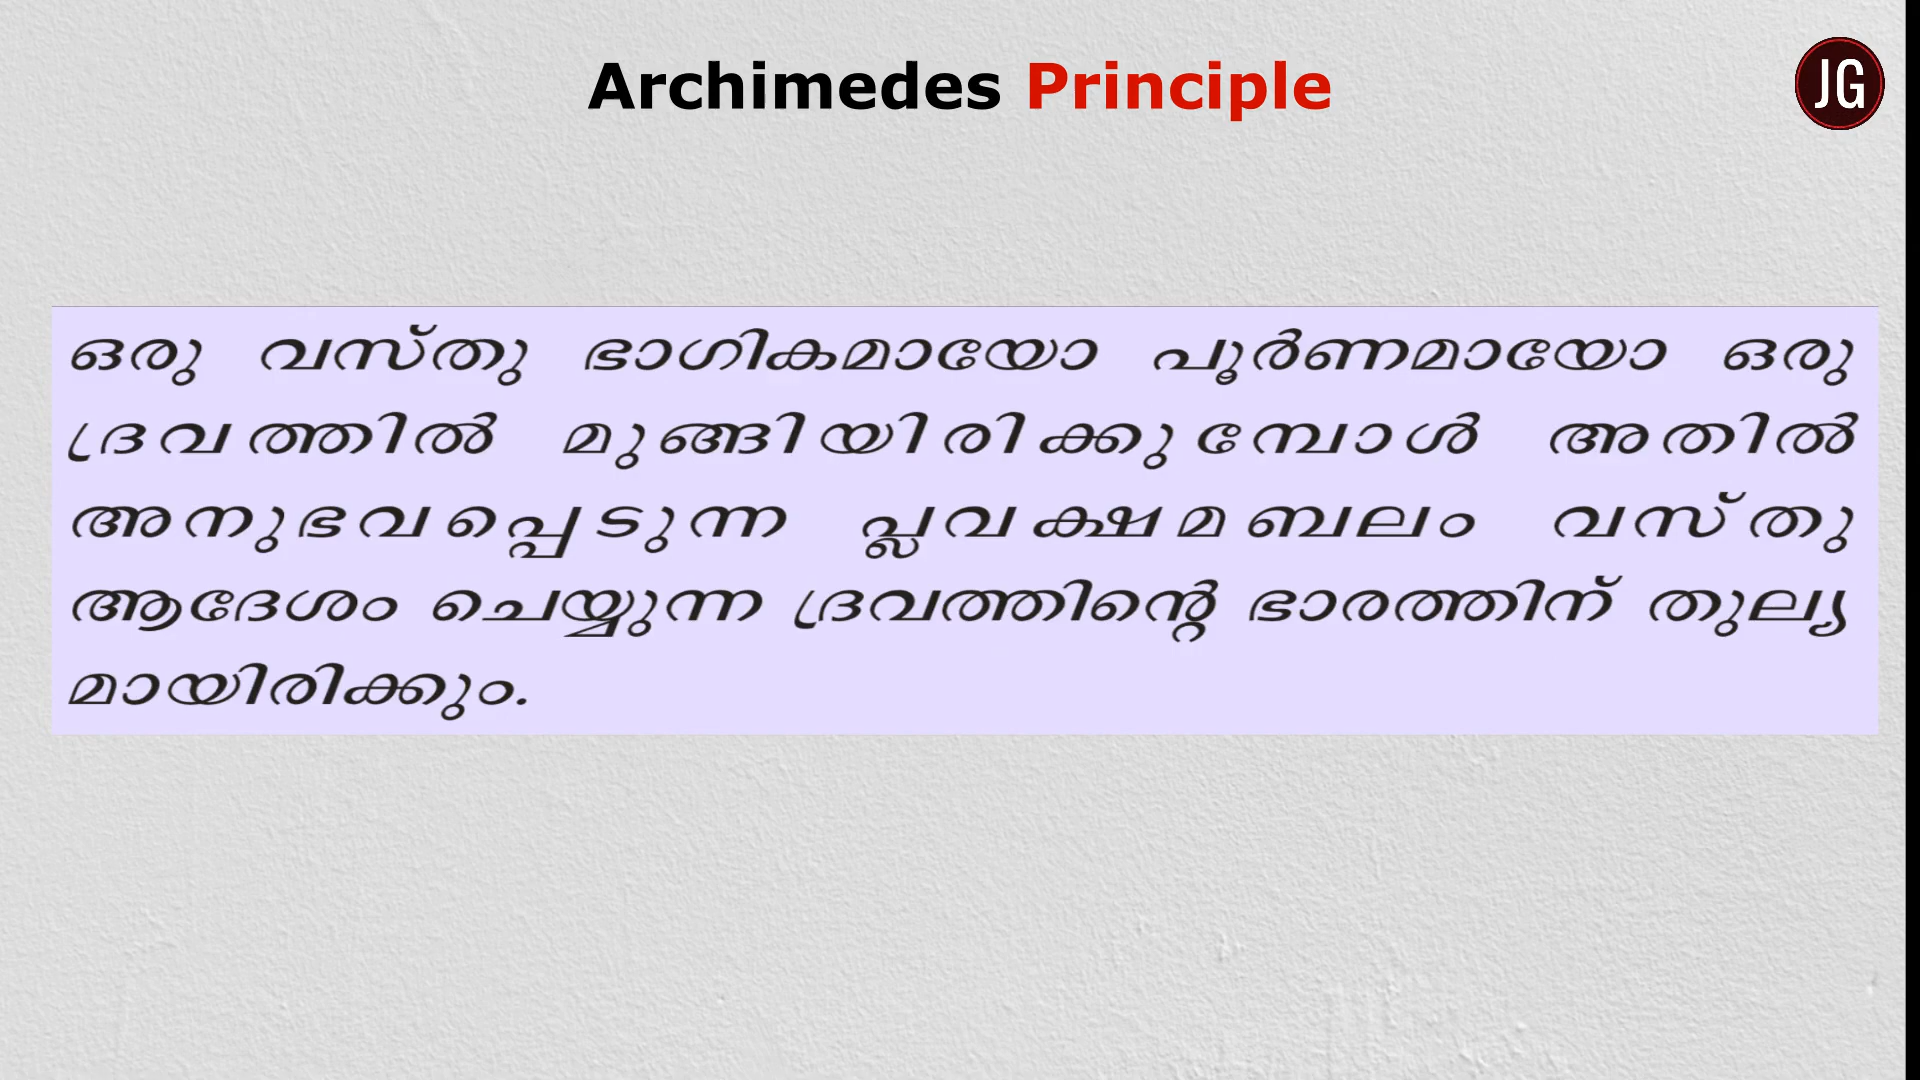 Archimedes Principle
JG
ഒരു വസ്തു ഭാഗികമായോ പൂർണമായോ ഒരു
ദ്രവത്തിൽ മുങ്ങിയിരിക്കുമ്പോൾ അതിൽ
അനുഭവപ്പെടുന്ന പ്ലവക്ഷമബലം വസ്തു
ആദേശം ചെയ്യുന്ന ദ്രവത്തിന്റെ ഭാരത്തിന് തുല്യ
മായിരിക്കും.